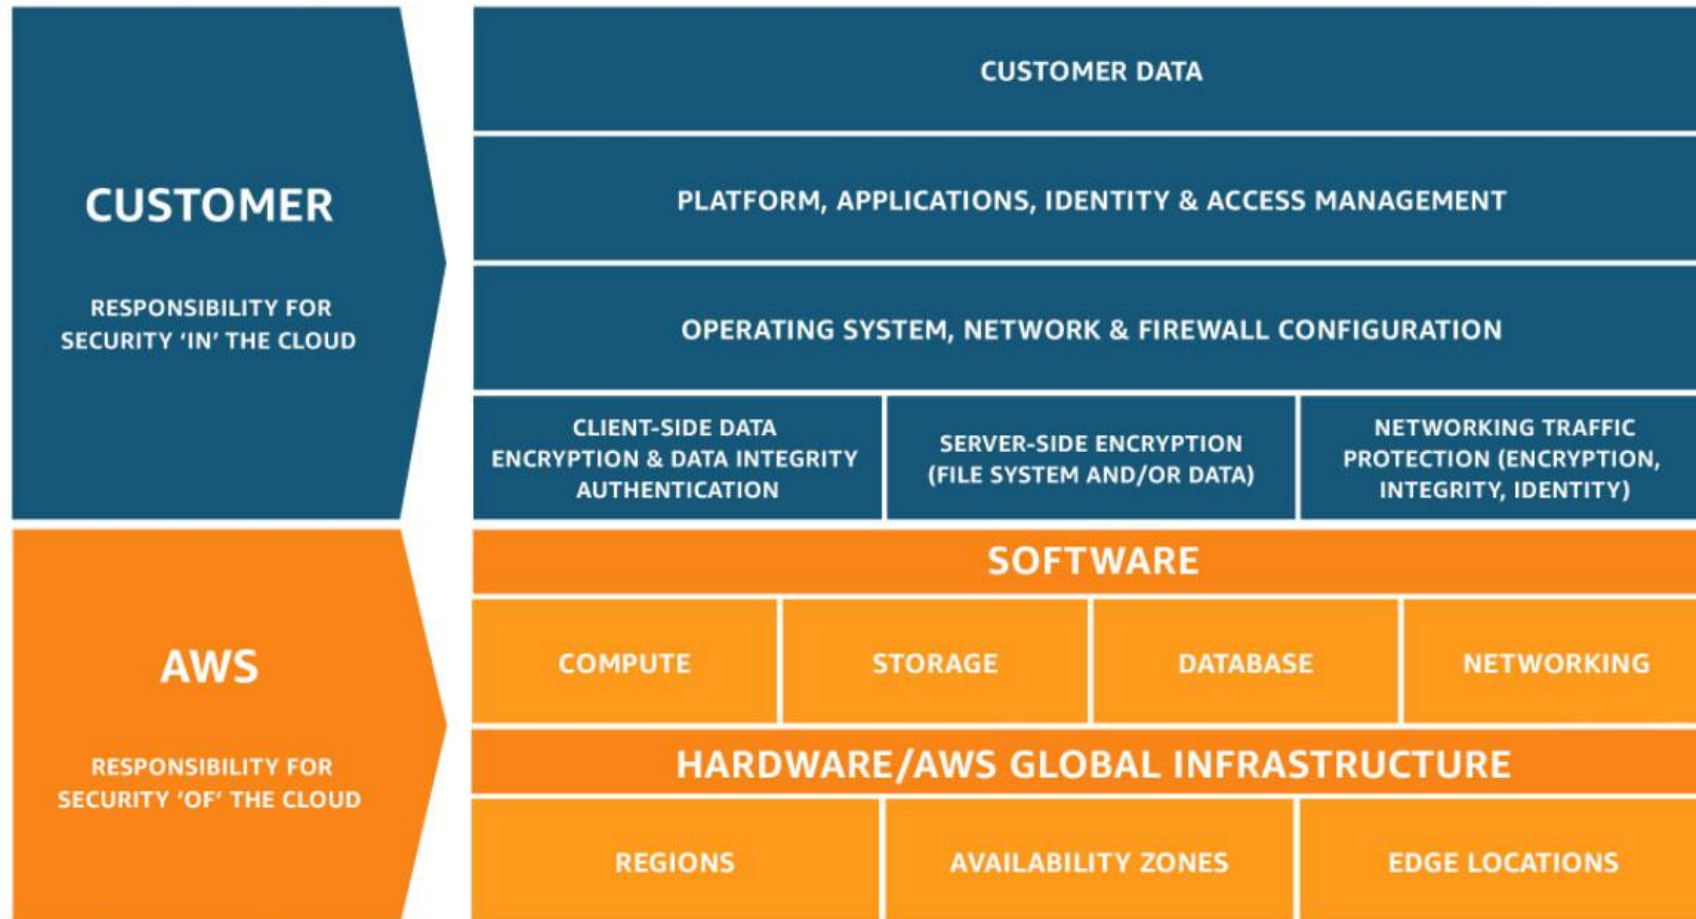 CUSTOMER
RESPONSIBILITY FOR
SECURITY ‘IN’ THE CLOUD
CUSTOMER DATA
PLATFORM, APPLICATIONS, IDENTITY & ACCESS MANAGEMENT
OPERATING SYSTEM, NETWORK & FIREWALL CONFIGURATION
CLIENT-SIDE DATA
ENCRYPTION & DATA INTEGRITY
AUTHENTICATION
SERVER-SIDE ENCRYPTION
(FILE SYSTEM AND/OR DATA)
NETWORKING TRAFFIC
PROTECTION (ENCRYPTION,
INTEGRITY, IDENTITY)
AWS
RESPONSIBILITY FOR
SECURITY ‘OF’ THE CLOUD
SOFTWARE
COMPUTE
STORAGE
DATABASE
NETWORKING
HARDWARE/AWS GLOBAL INFRASTRUCTURE
REGIONS
AVAILABILITY ZONES
EDGE LOCATIONS